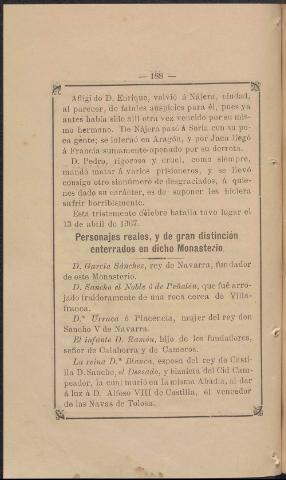 — 188 —
Afligido D. Enrique, volvió á Nájera, ciudad,
al parecer, de fatales auspicios para él, pues ya
antes había sido allí otra vez vencido por su mis-
mo hermano. De Nájera pasó á Soria con su po-
ca gente; se internó en Aragón, y por Jaca llegó
á Francia sumamente apenado por su derrota.
D. Pedro, rigoroso y cruel, como siempre,
mandó matar á varios prisioneros, y se llevó
consigo otro sinnúmero de desgraciados, á quie-
nes dado su carácter, es de suponer les hiciera
sufrir horriblemente.
Esta tristemente célebre batalla tuvo lugar el
13 de abril de 1367.
Personajes reales, y de gran distinción
enterrados en dicho Monasterio
D. García Sánchez, rey de Navarra, fundador
de este Monasterio.
D. Sancho el Noble ó de Peñalén, que fué arro-
jado traidoramente de una roca cerca de Villa-
franca.
D.ª Urraca ó Placencia, mujer del rey don
Sancho V de Navarra.
El infante D. Ramón, hijo de los fundadores,
señor de Calahorra y de Cameros.
La reina D.ª Blanca, esposa del rey de Casti-
lla D. Sancho, el Deseado, y biznieta del Cid Cam-
peador, la cual murió en la misma Abadía, al dar
á luz á D. Alfoso VIII de Castilla, el vencedor
de las Navas de Tolosa.